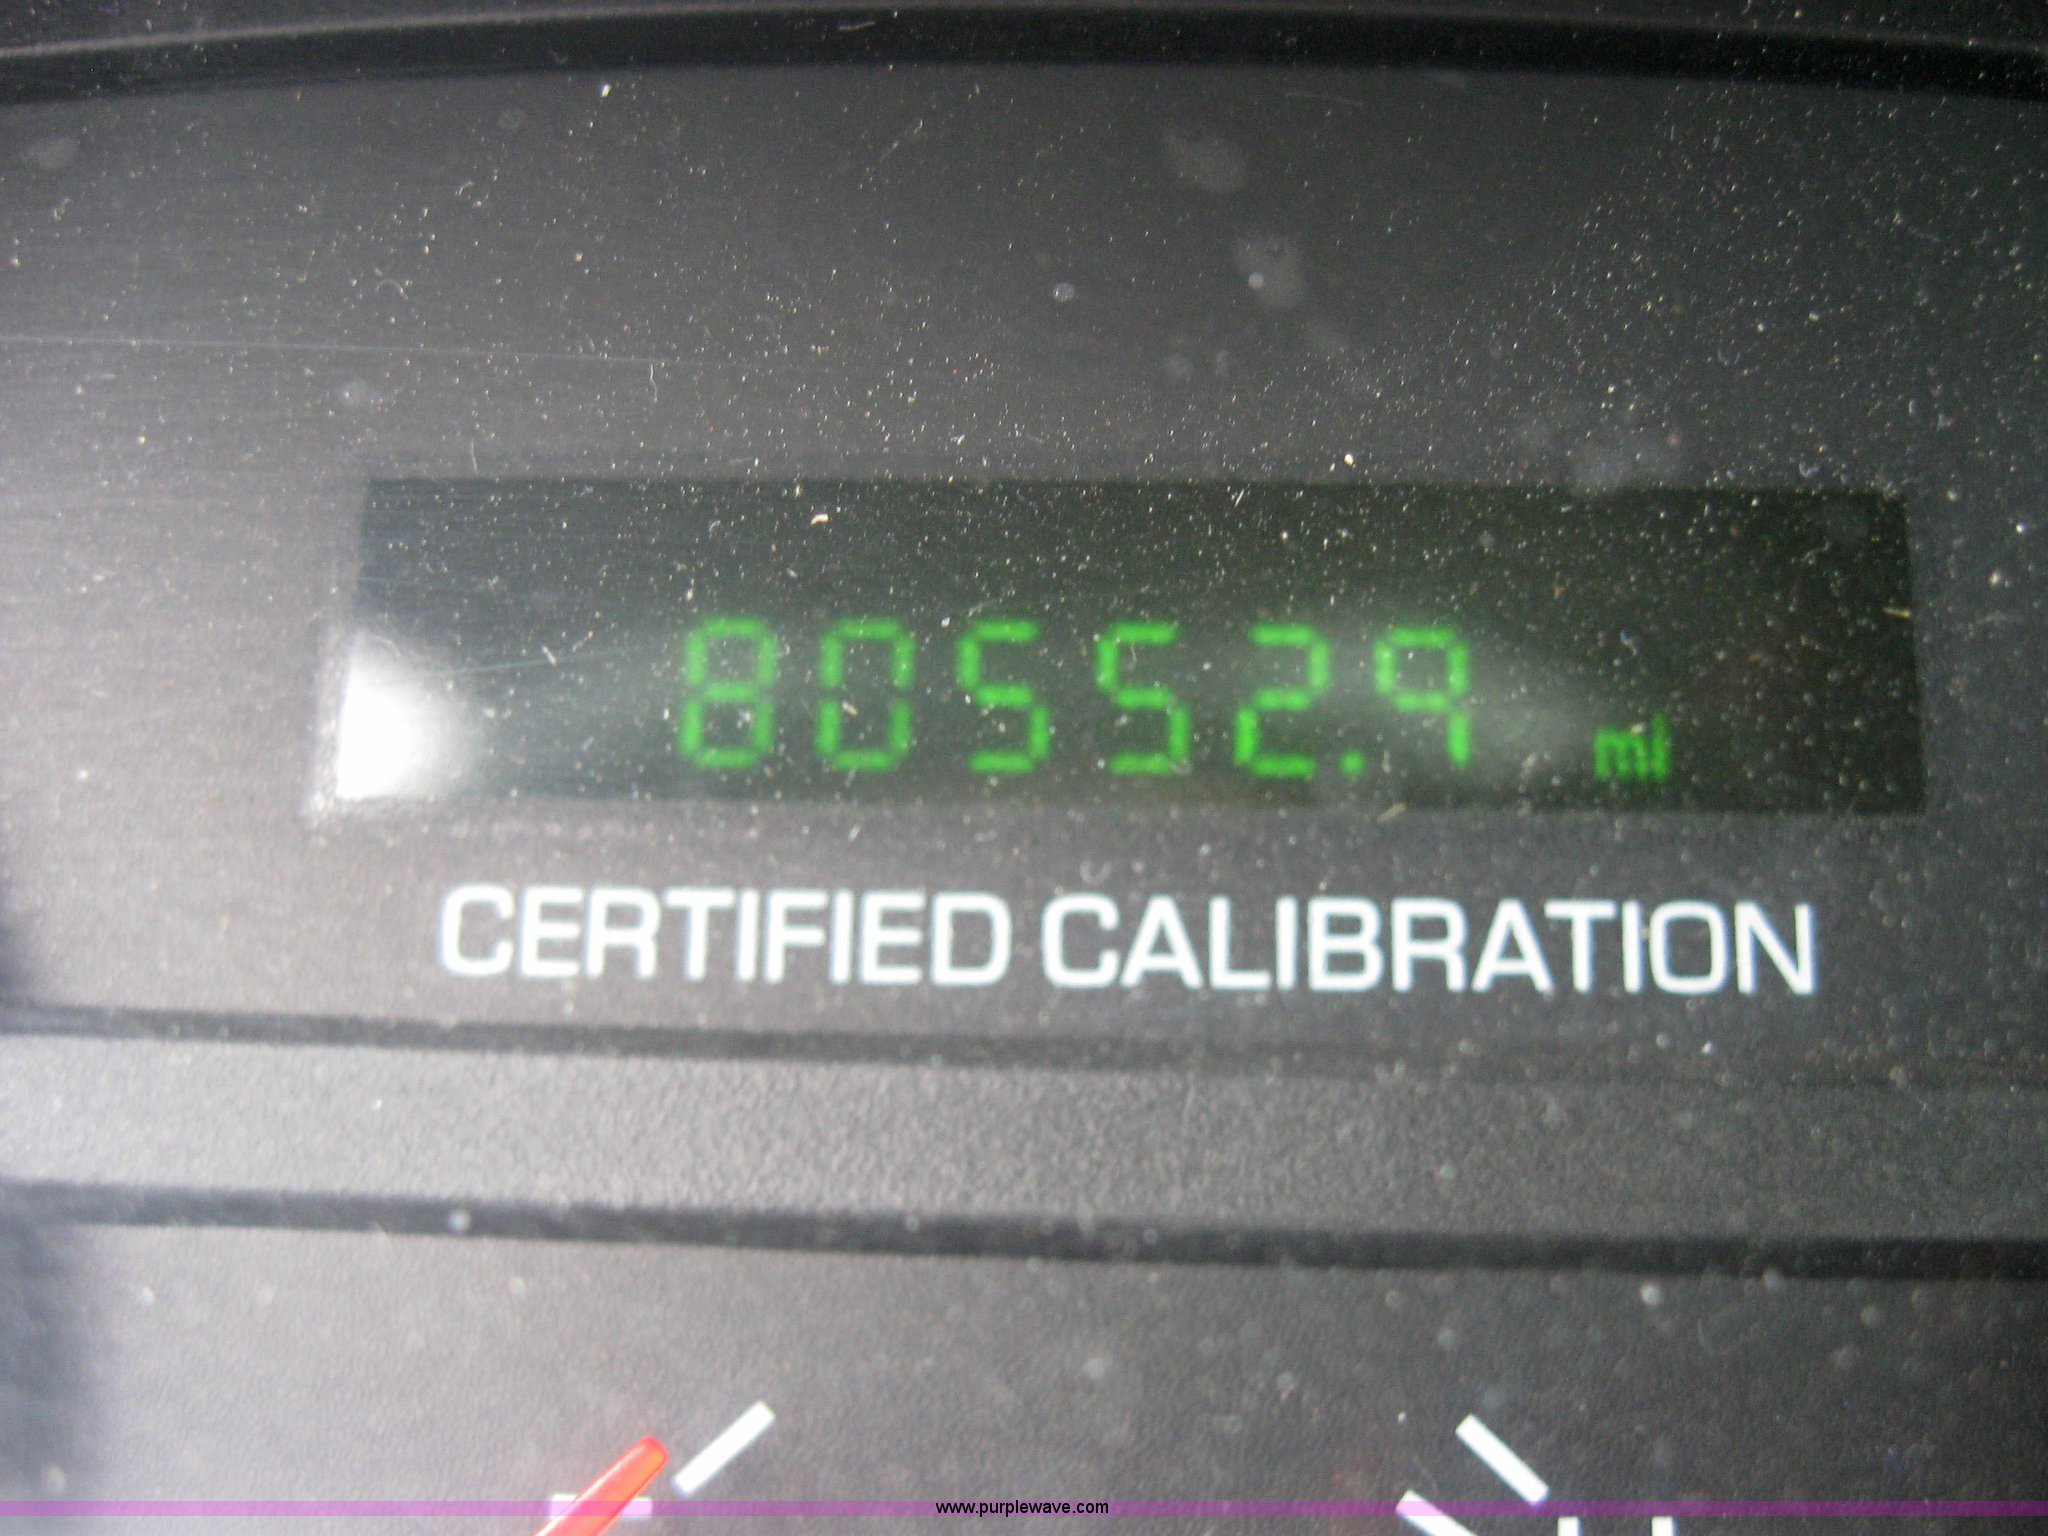 80552.9 mi
CERTIFIED CALIBRATION
www.purplewave.com